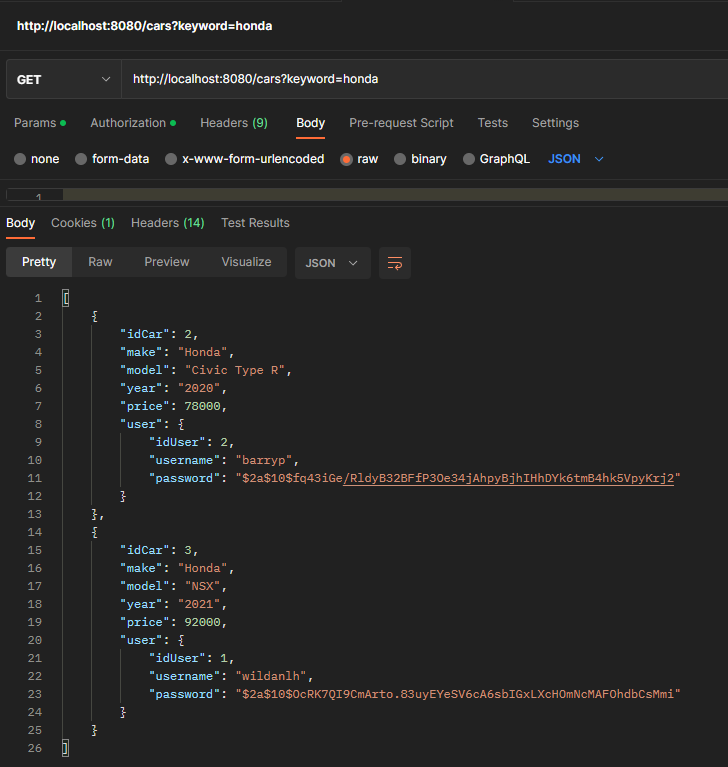 http://localhost:8080/cars?keyword=honda
GET http://localhost:8080/cars?keyword=honda
Params Authorization Headers (9) Body Pre-request Script Tests Settings
none form-data x-www-form-urlencoded raw binary GraphQL JSON
1
Body Cookies (1) Headers (14) Test Results
Pretty Raw Preview Visualize JSON
1 [
2 {
3 "idCar": 2,
4 "make": "Honda",
5 "model": "Civic Type R",
6 "year": "2020",
7 "price": 78000,
8 "user": {
9 "idUser": 2,
10 "username": "barryp",
11 "password": "$2a$10$fq43iGe/RldyB32BFfP3Oe34jAhpyBjhIHhDYk6tmB4hk5VpyKrj2"
12 }
13 },
14 {
15 "idCar": 3,
16 "make": "Honda",
17 "model": "NSX",
18 "year": "2021",
19 "price": 92000,
20 "user": {
21 "idUser": 1,
22 "username": "wildanlh",
23 "password": "$2a$10$OcRK7QI9CmArto.83uyEYeSV6cA6sbIGxLXcHOmNcMAFOhdbCsMmi"
24 }
25 }
26 ]